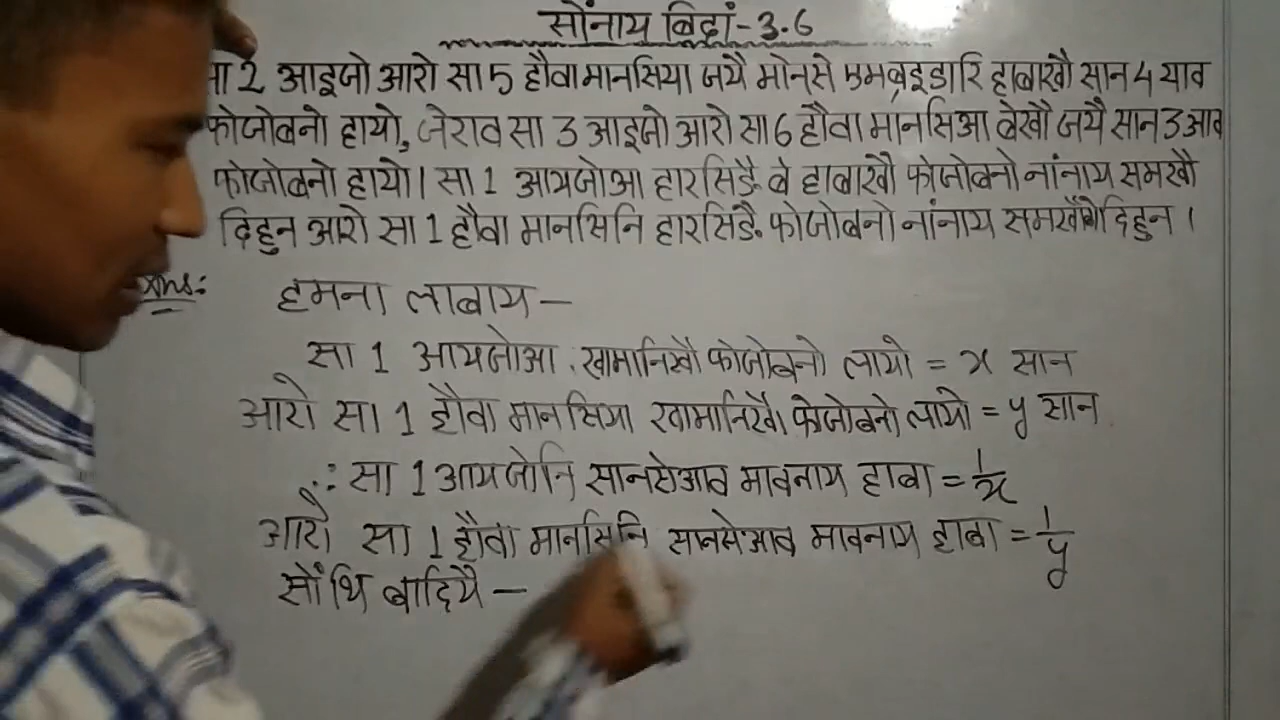 सोंनाय बिदां-3.6
सा 2 आइजो आरो सा 5 हौवा मानसिया जयै मोनसे एमब्रइडारि हाबाखौ सान 4 याव
फोजोबनो हायो, जेराव सा 3 आइजो आरो सा 6 हौवा मानसिआ बेखौ जयै सान 3 आव
फोजोबनो हायो। सा 1 आयजोआ हारसिङै बे हाबाखौ फोजोबनो नांनाय समखौ
दिहुन आरो सा 1 हौवा मानसिनि हारसिङै फोजोबनो नांनाय दिहुन।
Ans:
हमना लाबाय —
सा 1 आयजोआ खामानिखौ फोजोबनो लायो = x सान
आरो सा 1 हौवा मानसिया खामानिखौ फोजोबनो लायो = y सान
∴ सा 1 आयजोनि सानसेआव मावनाय हाबा = 1/x
आरो सा 1 हौवा मानसिनि सानसेआव मावनाय हाबा = 1/y
सोंथि बादियै —